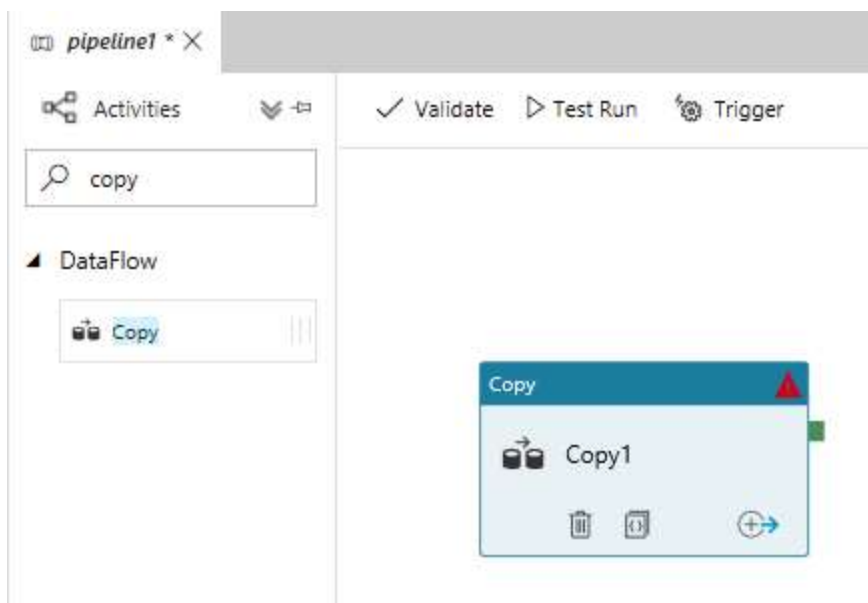 pipeline1 *
Activities
Validate
Test Run
Trigger
copy
DataFlow
Copy
Copy
Copy1